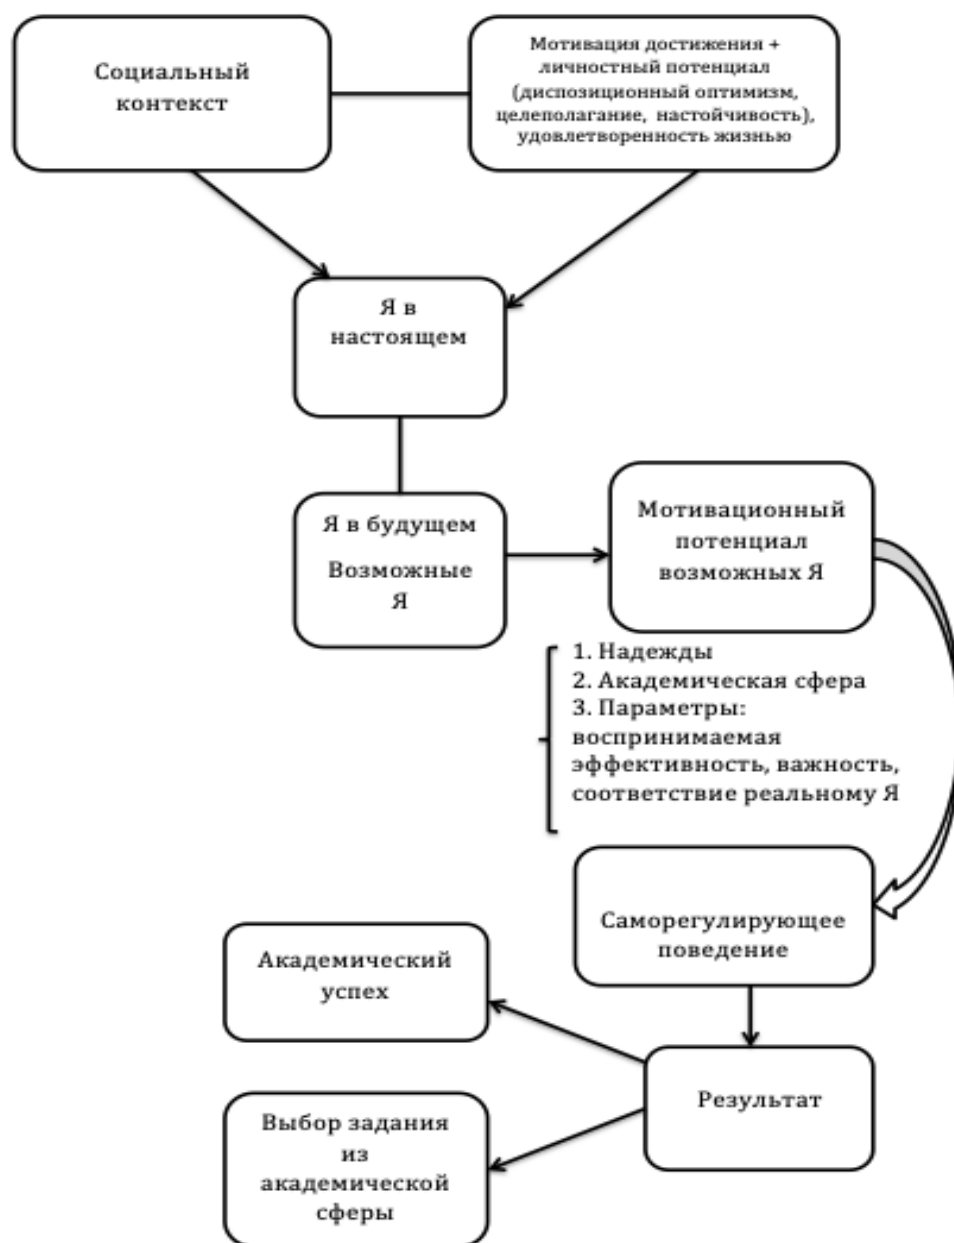 Социальный
контекст
Мотивация достижения +
личностный потенциал
(диспозиционный оптимизм,
целеполагание, настойчивость),
удовлетворенность жизнью
Я в
настоящем
Я в будущем
Возможные
Я
Мотивационный
потенциал
возможных Я
1. Надежды
2. Академическая сфера
3. Параметры:
воспринимаемая
эффективность, важность,
соответствие реальному Я
Саморегулирующее
поведение
Академический
успех
Результат
Выбор задания
из
академической
сферы